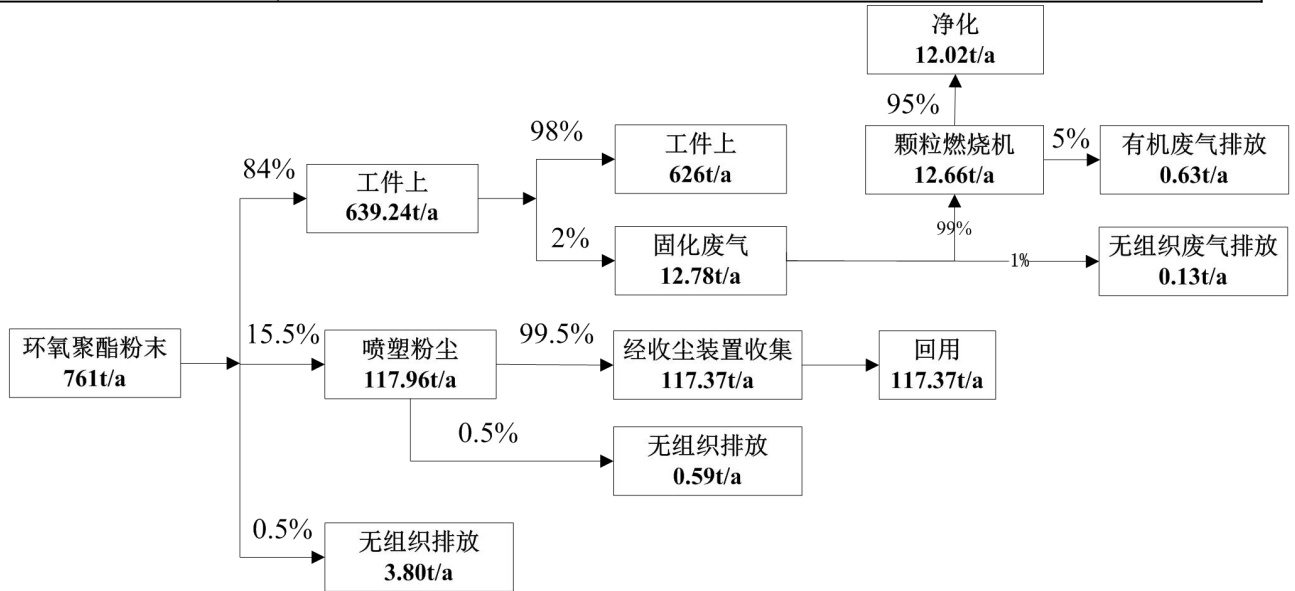 净化
12.02t/a
95%
98%
工件上
626t/a
颗粒燃烧机
12.66t/a
5%
有机废气排放
0.63t/a
84%
工件上
639.24t/a
2%
固化废气
12.78t/a
99%
1%
无组织废气排放
0.13t/a
环氧聚酯粉末
761t/a
15.5%
喷塑粉尘
117.96t/a
99.5%
经收尘装置收集
117.37t/a
回用
117.37t/a
0.5%
无组织排放
0.59t/a
0.5%
无组织排放
3.80t/a